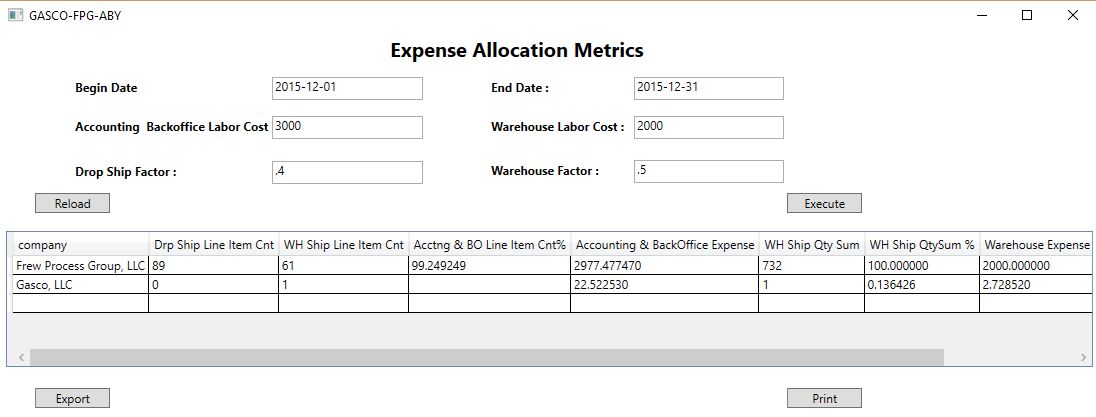 GASCO-FPG-ABY
Expense Allocation Metrics
Begin Date 2015-12-01 End Date : 2015-12-31
Accounting Backoffice Labor Cost 3000 Warehouse Labor Cost : 2000
Drop Ship Factor : .4 Warehouse Factor : .5
Reload Execute
company Drp Ship Line Item Cnt WH Ship Line Item Cnt Acctng & BO Line Item Cnt% Accounting & BackOffice Expense WH Ship Qty Sum WH Ship QtySum % Warehouse Expense
Frew Process Group, LLC 89 61 99.249249 2977.477470 732 100.000000 2000.000000
Gasco, LLC 0 1 22.522530 1 0.136426 2.728520
Export Print